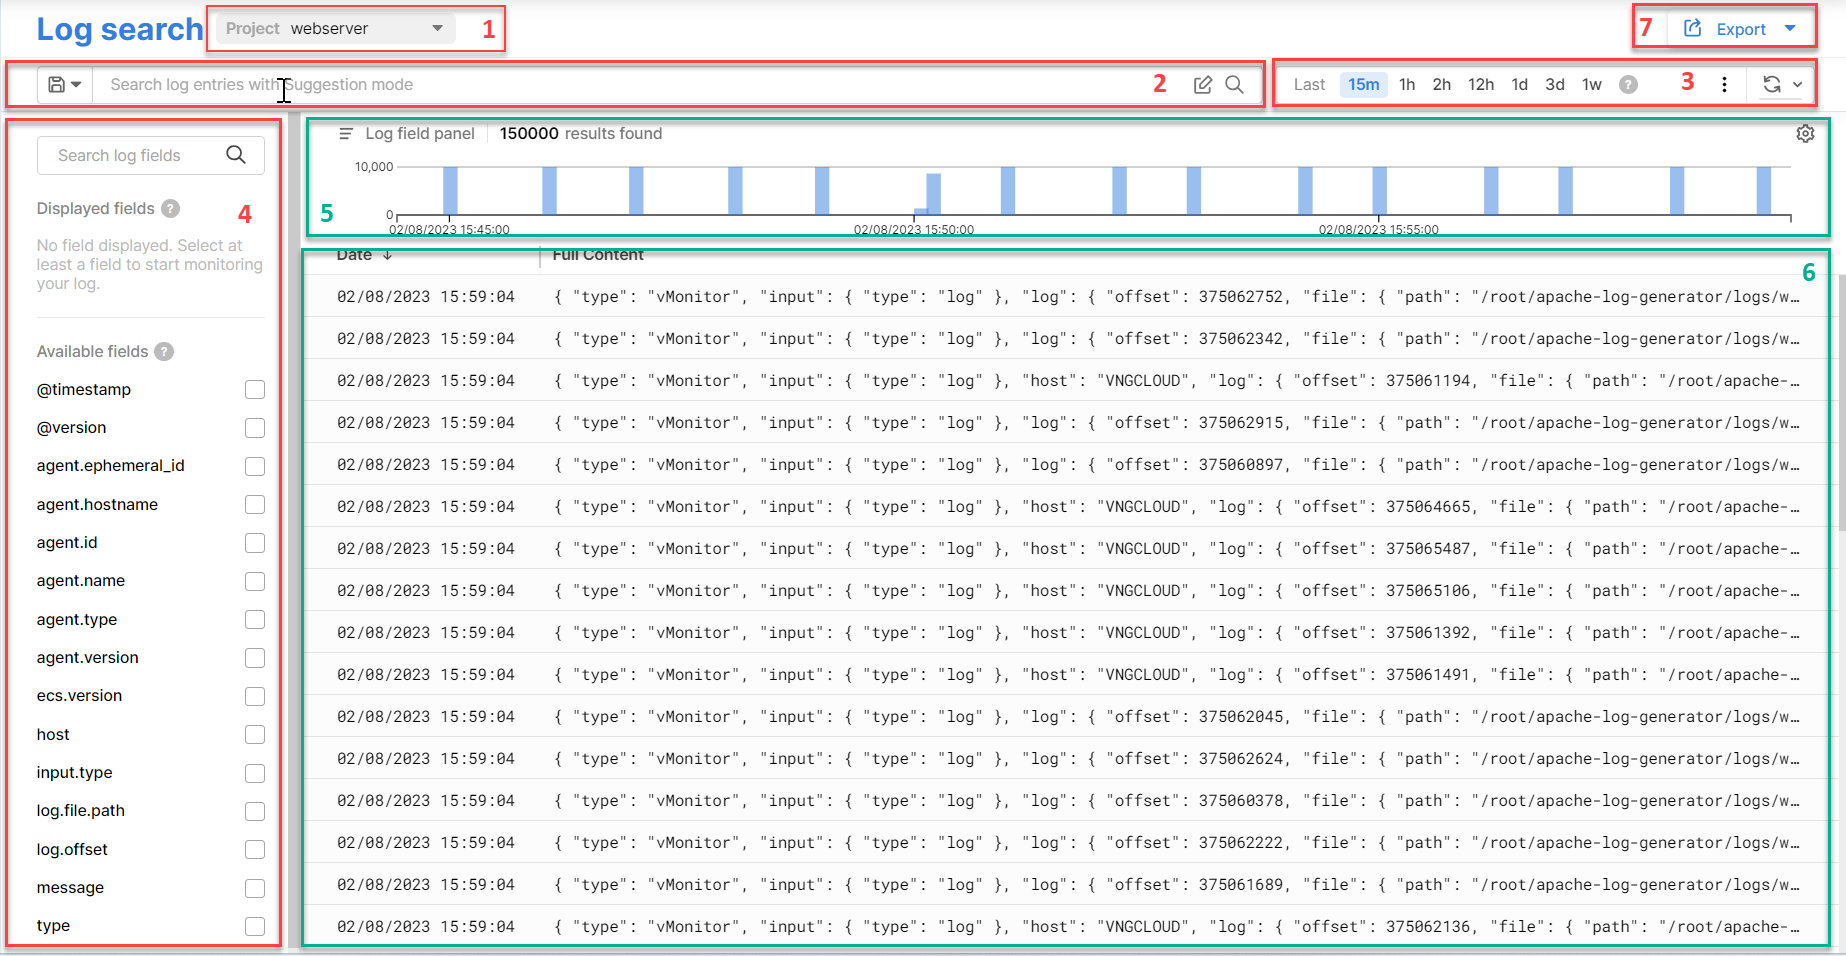 Log search
Project webserver
1
7
Export
Search log entries with Suggestion mode
2
Last 15m 1h 2h 12h 1d 3d 1w ?
3
Search log fields
Displayed fields ?
4
No field displayed. Select at
least a field to start monitoring
your log.
Available fields ?
@timestamp
@version
agent.ephemeral_id
agent.hostname
agent.id
agent.name
agent.type
agent.version
ecs.version
host
input.type
log.file.path
log.offset
message
type
Log field panel 150000 results found
10,000
5
0
02/08/2023 15:45:00 02/08/2023 15:50:00 02/08/2023 15:55:00
Date ↓ Full Content
6
02/08/2023 15:59:04 { "type": "vMonitor", "input": { "type": "log" }, "log": { "offset": 375062752, "file": { "path": "/root/apache-log-generator/logs/w…
02/08/2023 15:59:04 { "type": "vMonitor", "input": { "type": "log" }, "log": { "offset": 375062342, "file": { "path": "/root/apache-log-generator/logs/w…
02/08/2023 15:59:04 { "type": "vMonitor", "input": { "type": "log" }, "host": "VNGCLOUD", "log": { "offset": 375061194, "file": { "path": "/root/apache-…
02/08/2023 15:59:04 { "type": "vMonitor", "input": { "type": "log" }, "log": { "offset": 375062915, "file": { "path": "/root/apache-log-generator/logs/w…
02/08/2023 15:59:04 { "type": "vMonitor", "input": { "type": "log" }, "log": { "offset": 375060897, "file": { "path": "/root/apache-log-generator/logs/w…
02/08/2023 15:59:04 { "type": "vMonitor", "input": { "type": "log" }, "host": "VNGCLOUD", "log": { "offset": 375064665, "file": { "path": "/root/apache-…
02/08/2023 15:59:04 { "type": "vMonitor", "input": { "type": "log" }, "host": "VNGCLOUD", "log": { "offset": 375065487, "file": { "path": "/root/apache-…
02/08/2023 15:59:04 { "type": "vMonitor", "input": { "type": "log" }, "host": "VNGCLOUD", "log": { "offset": 375065106, "file": { "path": "/root/apache-…
02/08/2023 15:59:04 { "type": "vMonitor", "input": { "type": "log" }, "host": "VNGCLOUD", "log": { "offset": 375061392, "file": { "path": "/root/apache-…
02/08/2023 15:59:04 { "type": "vMonitor", "input": { "type": "log" }, "host": "VNGCLOUD", "log": { "offset": 375061491, "file": { "path": "/root/apache-…
02/08/2023 15:59:04 { "type": "vMonitor", "input": { "type": "log" }, "log": { "offset": 375062045, "file": { "path": "/root/apache-log-generator/logs/w…
02/08/2023 15:59:04 { "type": "vMonitor", "input": { "type": "log" }, "log": { "offset": 375062624, "file": { "path": "/root/apache-log-generator/logs/w…
02/08/2023 15:59:04 { "type": "vMonitor", "input": { "type": "log" }, "log": { "offset": 375060378, "file": { "path": "/root/apache-log-generator/logs/w…
02/08/2023 15:59:04 { "type": "vMonitor", "input": { "type": "log" }, "log": { "offset": 375062222, "file": { "path": "/root/apache-log-generator/logs/w…
02/08/2023 15:59:04 { "type": "vMonitor", "input": { "type": "log" }, "log": { "offset": 375061689, "file": { "path": "/root/apache-log-generator/logs/w…
02/08/2023 15:59:04 { "type": "vMonitor", "input": { "type": "log" }, "host": "VNGCLOUD", "log": { "offset": 375062136, "file": { "path": "/root/apache-…